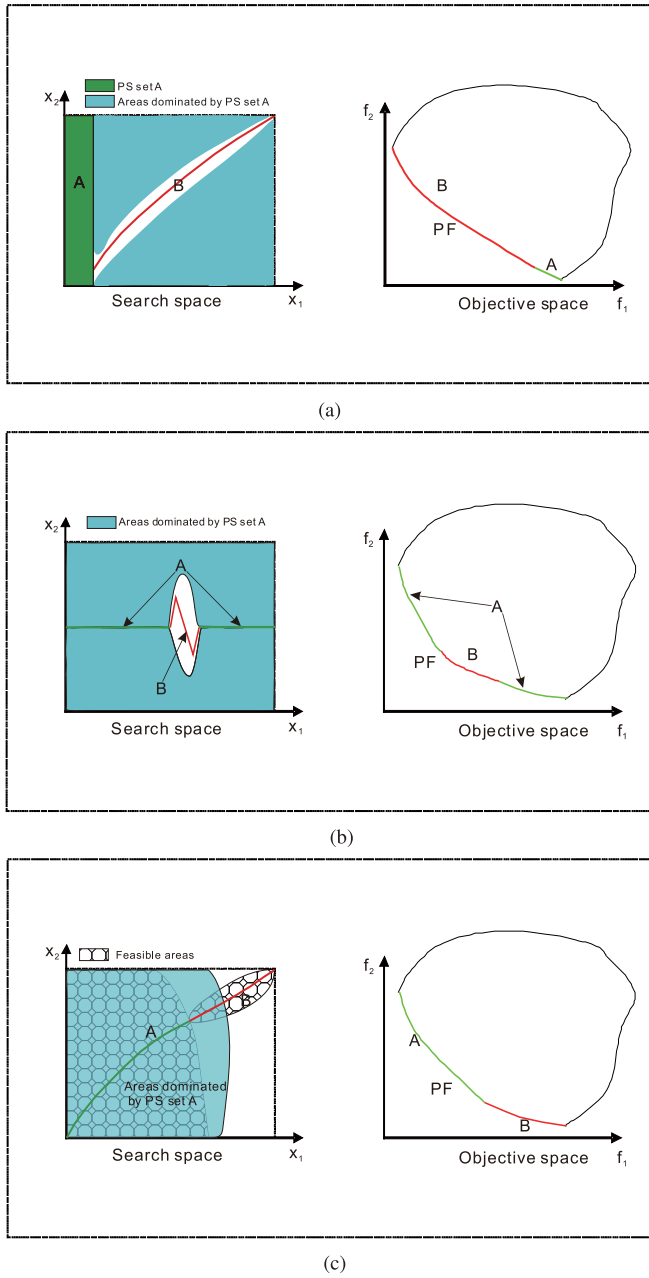 PS set A
x2
Areas dominated by PS set A
A
B
Search space
x1
f2
B
PF
A
Objective space
f1
(a)
x2
Areas dominated by PS set A
A
B
Search space
x1
f2
A
B
PF
Objective space
f1
(b)
x2
Feasible areas
A
B
Areas dominated
by PS set A
Search space
x1
f2
A
PF
B
Objective space
f1
(c)